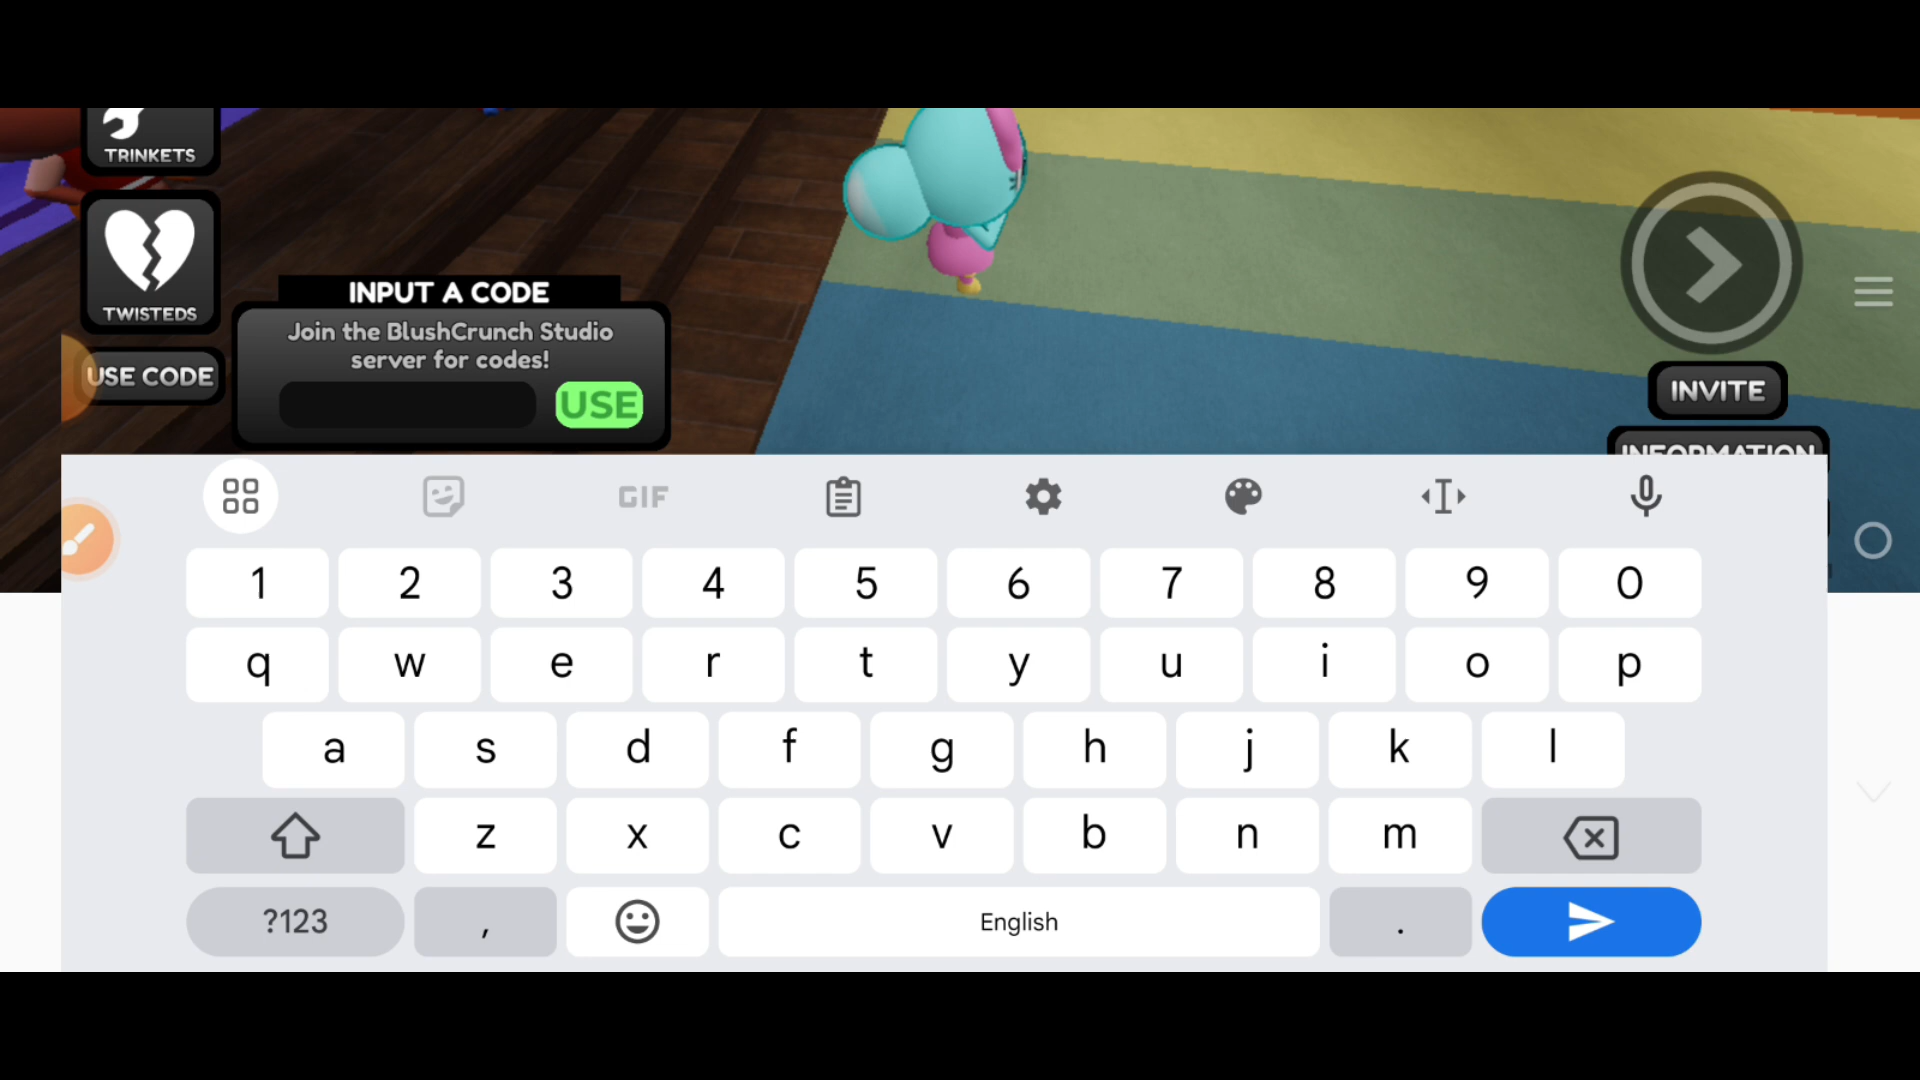 TRINKETS
TWISTEDS
USE CODE
INPUT A CODE
Join the BlushCrunch Studio
server for codes!
USE
INVITE
INFORMATION
GIF
1 2 3 4 5 6 7 8 9 0
q w e r t y u i o p
a s d f g h j k l
z x c v b n m
?123 , English .